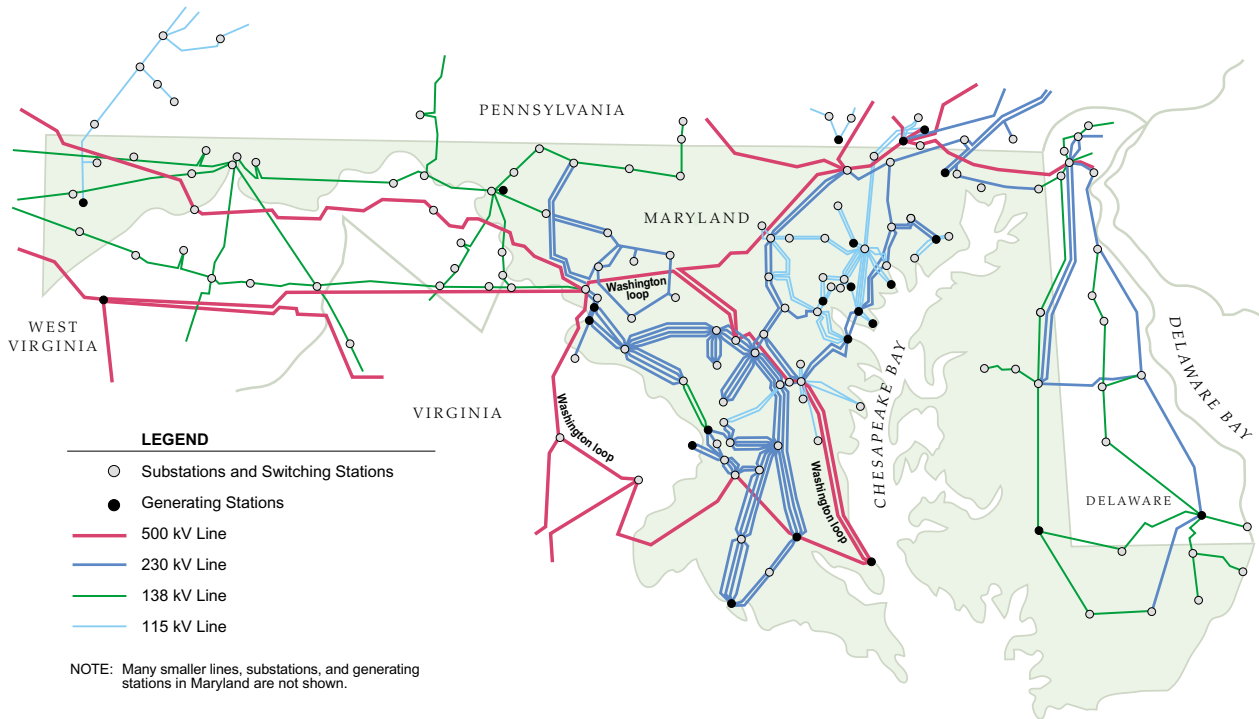 PENNSYLVANIA
MARYLAND
Washington
loop
WEST
VIRGINIA
VIRGINIA
Washington loop
Washington loop
CHESAPEAKE BAY
DELAWARE BAY
DELAWARE
LEGEND
Substations and Switching Stations
Generating Stations
500 kV Line
230 kV Line
138 kV Line
115 kV Line
NOTE: Many smaller lines, substations, and generating
stations in Maryland are not shown.